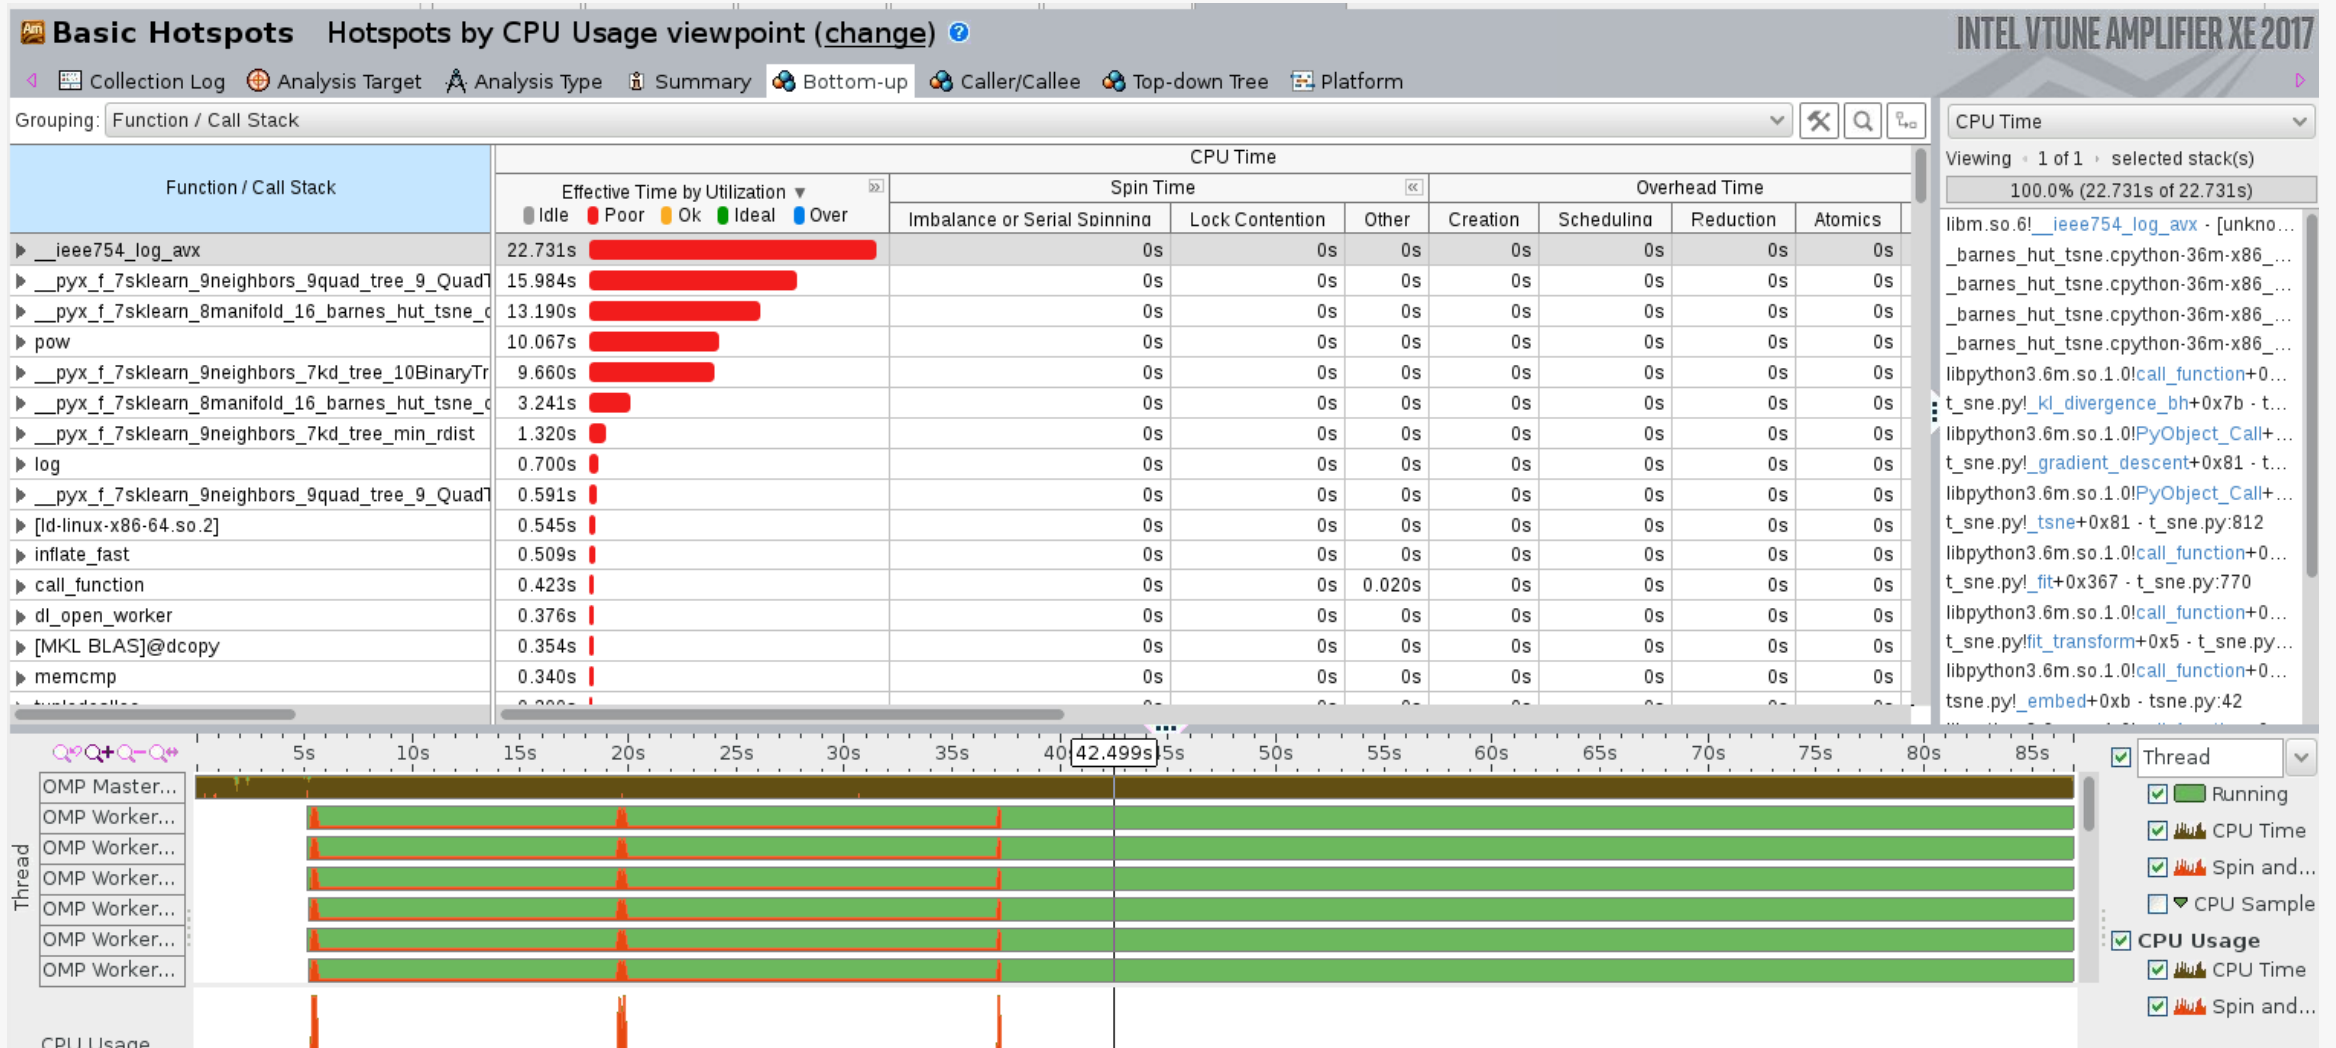 Basic Hotspots Hotspots by CPU Usage viewpoint (change) ? INTEL VTUNE AMPLIFIER XE 2017
Collection Log Analysis Target Analysis Type Summary Bottom-up Caller/Callee Top-down Tree Platform
Grouping: Function / Call Stack
Function / Call Stack
CPU Time
Effective Time by Utilization
Spin Time
Overhead Time
Idle Poor Ok Ideal Over
Imbalance or Serial Spinning Lock Contention Other Creation Scheduling Reduction Atomics
__ieee754_log_avx 22.731s 0s 0s 0s 0s 0s 0s 0s
__pyx_f_7sklearn_9neighbors_9quad_tree_9_QuadT 15.984s 0s 0s 0s 0s 0s 0s 0s
__pyx_f_7sklearn_8manifold_16_barnes_hut_tsne_c 13.190s 0s 0s 0s 0s 0s 0s 0s
pow 10.067s 0s 0s 0s 0s 0s 0s 0s
__pyx_f_7sklearn_9neighbors_7kd_tree_10BinaryTr 9.660s 0s 0s 0s 0s 0s 0s 0s
__pyx_f_7sklearn_8manifold_16_barnes_hut_tsne_c 3.241s 0s 0s 0s 0s 0s 0s 0s
__pyx_f_7sklearn_9neighbors_7kd_tree_min_rdist 1.320s 0s 0s 0s 0s 0s 0s 0s
log 0.700s 0s 0s 0s 0s 0s 0s 0s
__pyx_f_7sklearn_9neighbors_9quad_tree_9_QuadT 0.591s 0s 0s 0s 0s 0s 0s 0s
[ld-linux-x86-64.so.2] 0.545s 0s 0s 0s 0s 0s 0s 0s
inflate_fast 0.509s 0s 0s 0s 0s 0s 0s 0s
call_function 0.423s 0s 0s 0.020s 0s 0s 0s 0s
dl_open_worker 0.376s 0s 0s 0s 0s 0s 0s 0s
[MKL BLAS]@dcopy 0.354s 0s 0s 0s 0s 0s 0s 0s
memcmp 0.340s 0s 0s 0s 0s 0s 0s 0s
CPU Time
Viewing 1 of 1 selected stack(s)
100.0% (22.731s of 22.731s)
libm.so.6!__ieee754_log_avx - [unkno...
_barnes_hut_tsne.cpython-36m-x86_...
_barnes_hut_tsne.cpython-36m-x86_...
_barnes_hut_tsne.cpython-36m-x86_...
_barnes_hut_tsne.cpython-36m-x86_...
libpython3.6m.so.1.0!call_function+0...
t_sne.py!_kl_divergence_bh+0x7b - t...
libpython3.6m.so.1.0!PyObject_Call+...
t_sne.py!_gradient_descent+0x81 - t...
libpython3.6m.so.1.0!PyObject_Call+...
t_sne.py!_tsne+0x81 - t_sne.py:812
libpython3.6m.so.1.0!call_function+0...
t_sne.py!_fit+0x367 - t_sne.py:770
libpython3.6m.so.1.0!call_function+0...
t_sne.py!fit_transform+0x5 - t_sne.py...
libpython3.6m.so.1.0!call_function+0...
tsne.py!_embed+0xb - tsne.py:42
5s 10s 15s 20s 25s 30s 35s 40 42.499s 45s 50s 55s 60s 65s 70s 75s 80s 85s
Thread
OMP Master...
OMP Worker...
OMP Worker...
OMP Worker...
OMP Worker...
OMP Worker...
OMP Worker...
CPU Usage
Thread
Running
CPU Time
Spin and...
CPU Sample
CPU Usage
CPU Time
Spin and...